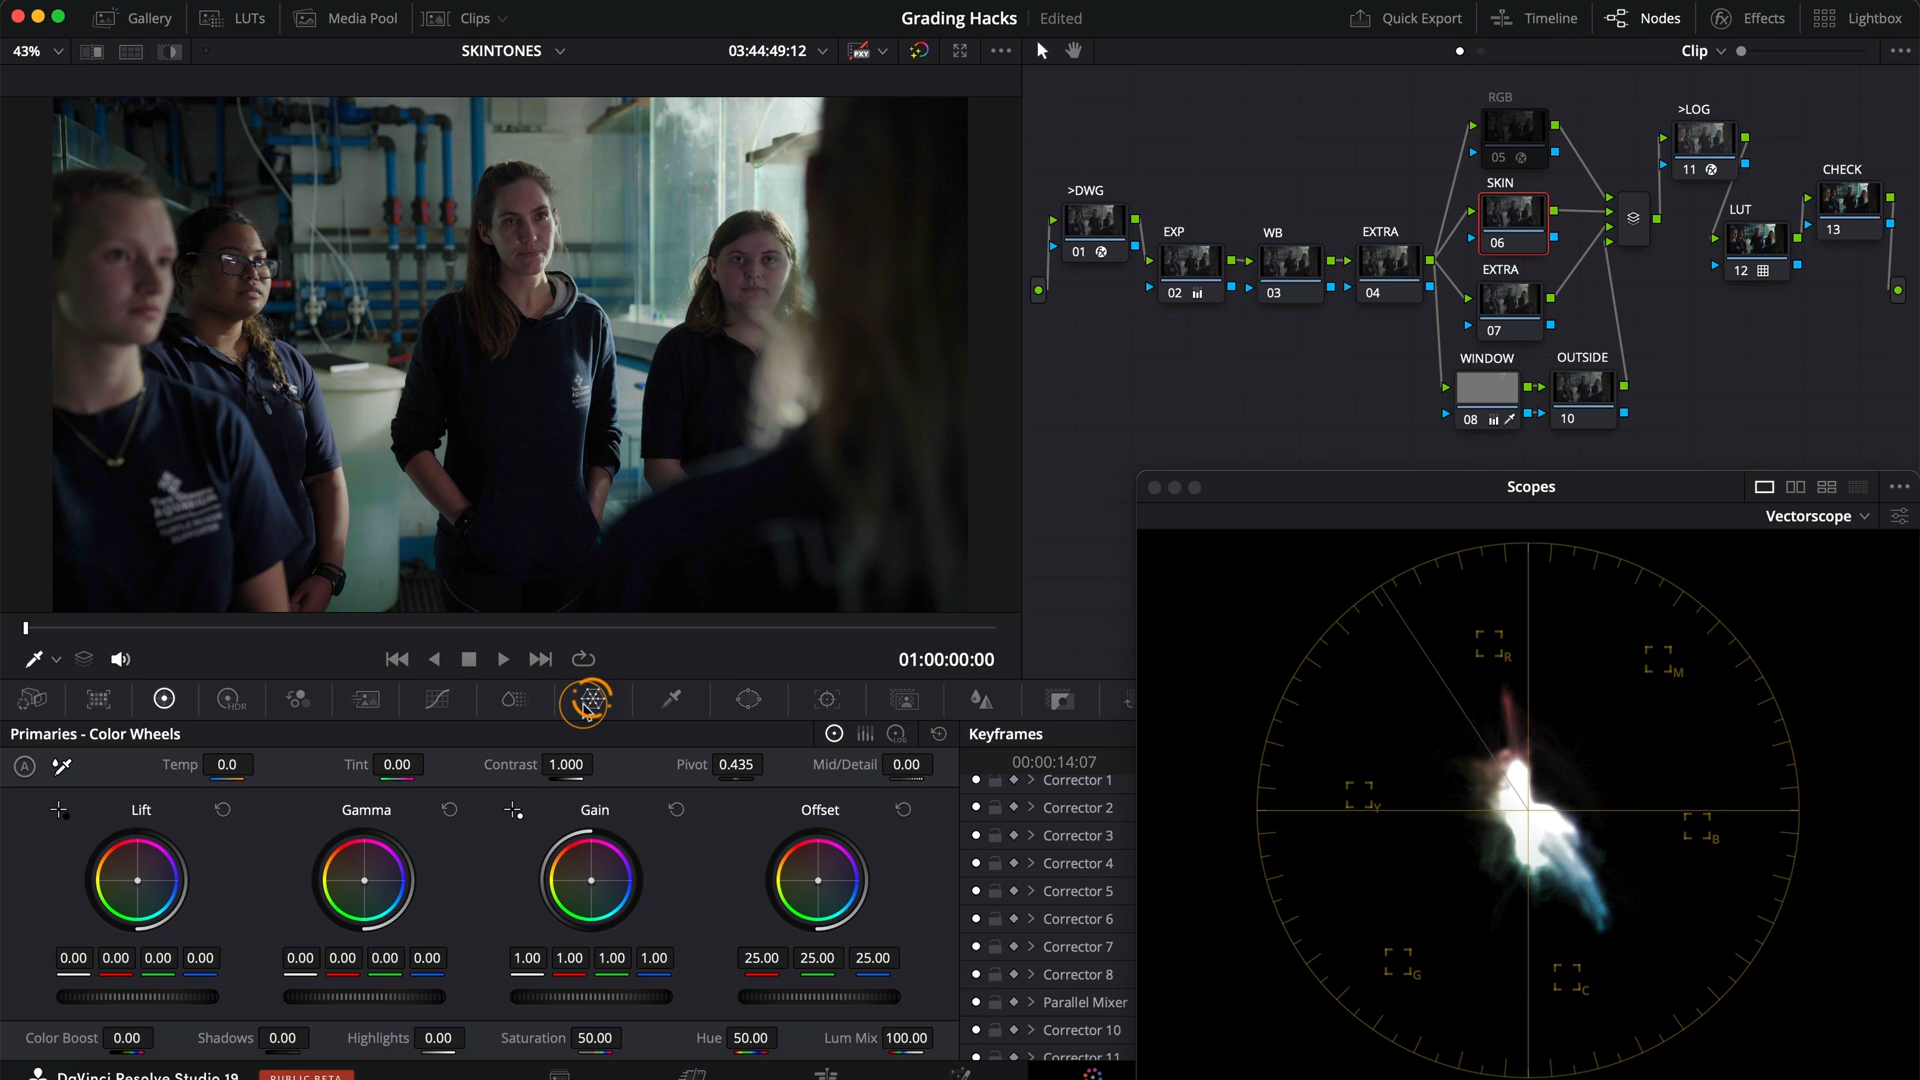 Gallery LUTs Media Pool Clips Grading Hacks Edited Quick Export Timeline Nodes Effects Lightbox
43% SKINTONES 03:44:49:12 PXY Clip
RGB
05
>LOG
11
SKIN
06
CHECK
13
>DWG
01
LUT
12
EXP
02
WB
03
EXTRA
04
EXTRA
07
WINDOW
08
OUTSIDE
10
Scopes
Vectorscope
R
M
Y
B
G
C
01:00:00:00
HDR
Primaries - Color Wheels
LOG
Keyframes
00:00:14:07
A
Temp 0.0 Tint 0.00 Contrast 1.000 Pivot 0.435 Mid/Detail 0.00
Lift Gamma Gain Offset
0.00 0.00 0.00 0.00 0.00 0.00 0.00 0.00 1.00 1.00 1.00 1.00 25.00 25.00 25.00
Color Boost 0.00 Shadows 0.00 Highlights 0.00 Saturation 50.00 Hue 50.00 Lum Mix 100.00
Corrector 1
Corrector 2
Corrector 3
Corrector 4
Corrector 5
Corrector 6
Corrector 7
Corrector 8
Parallel Mixer
Corrector 10
Corrector 11
DaVinci Resolve Studio 19 PUBLIC BETA